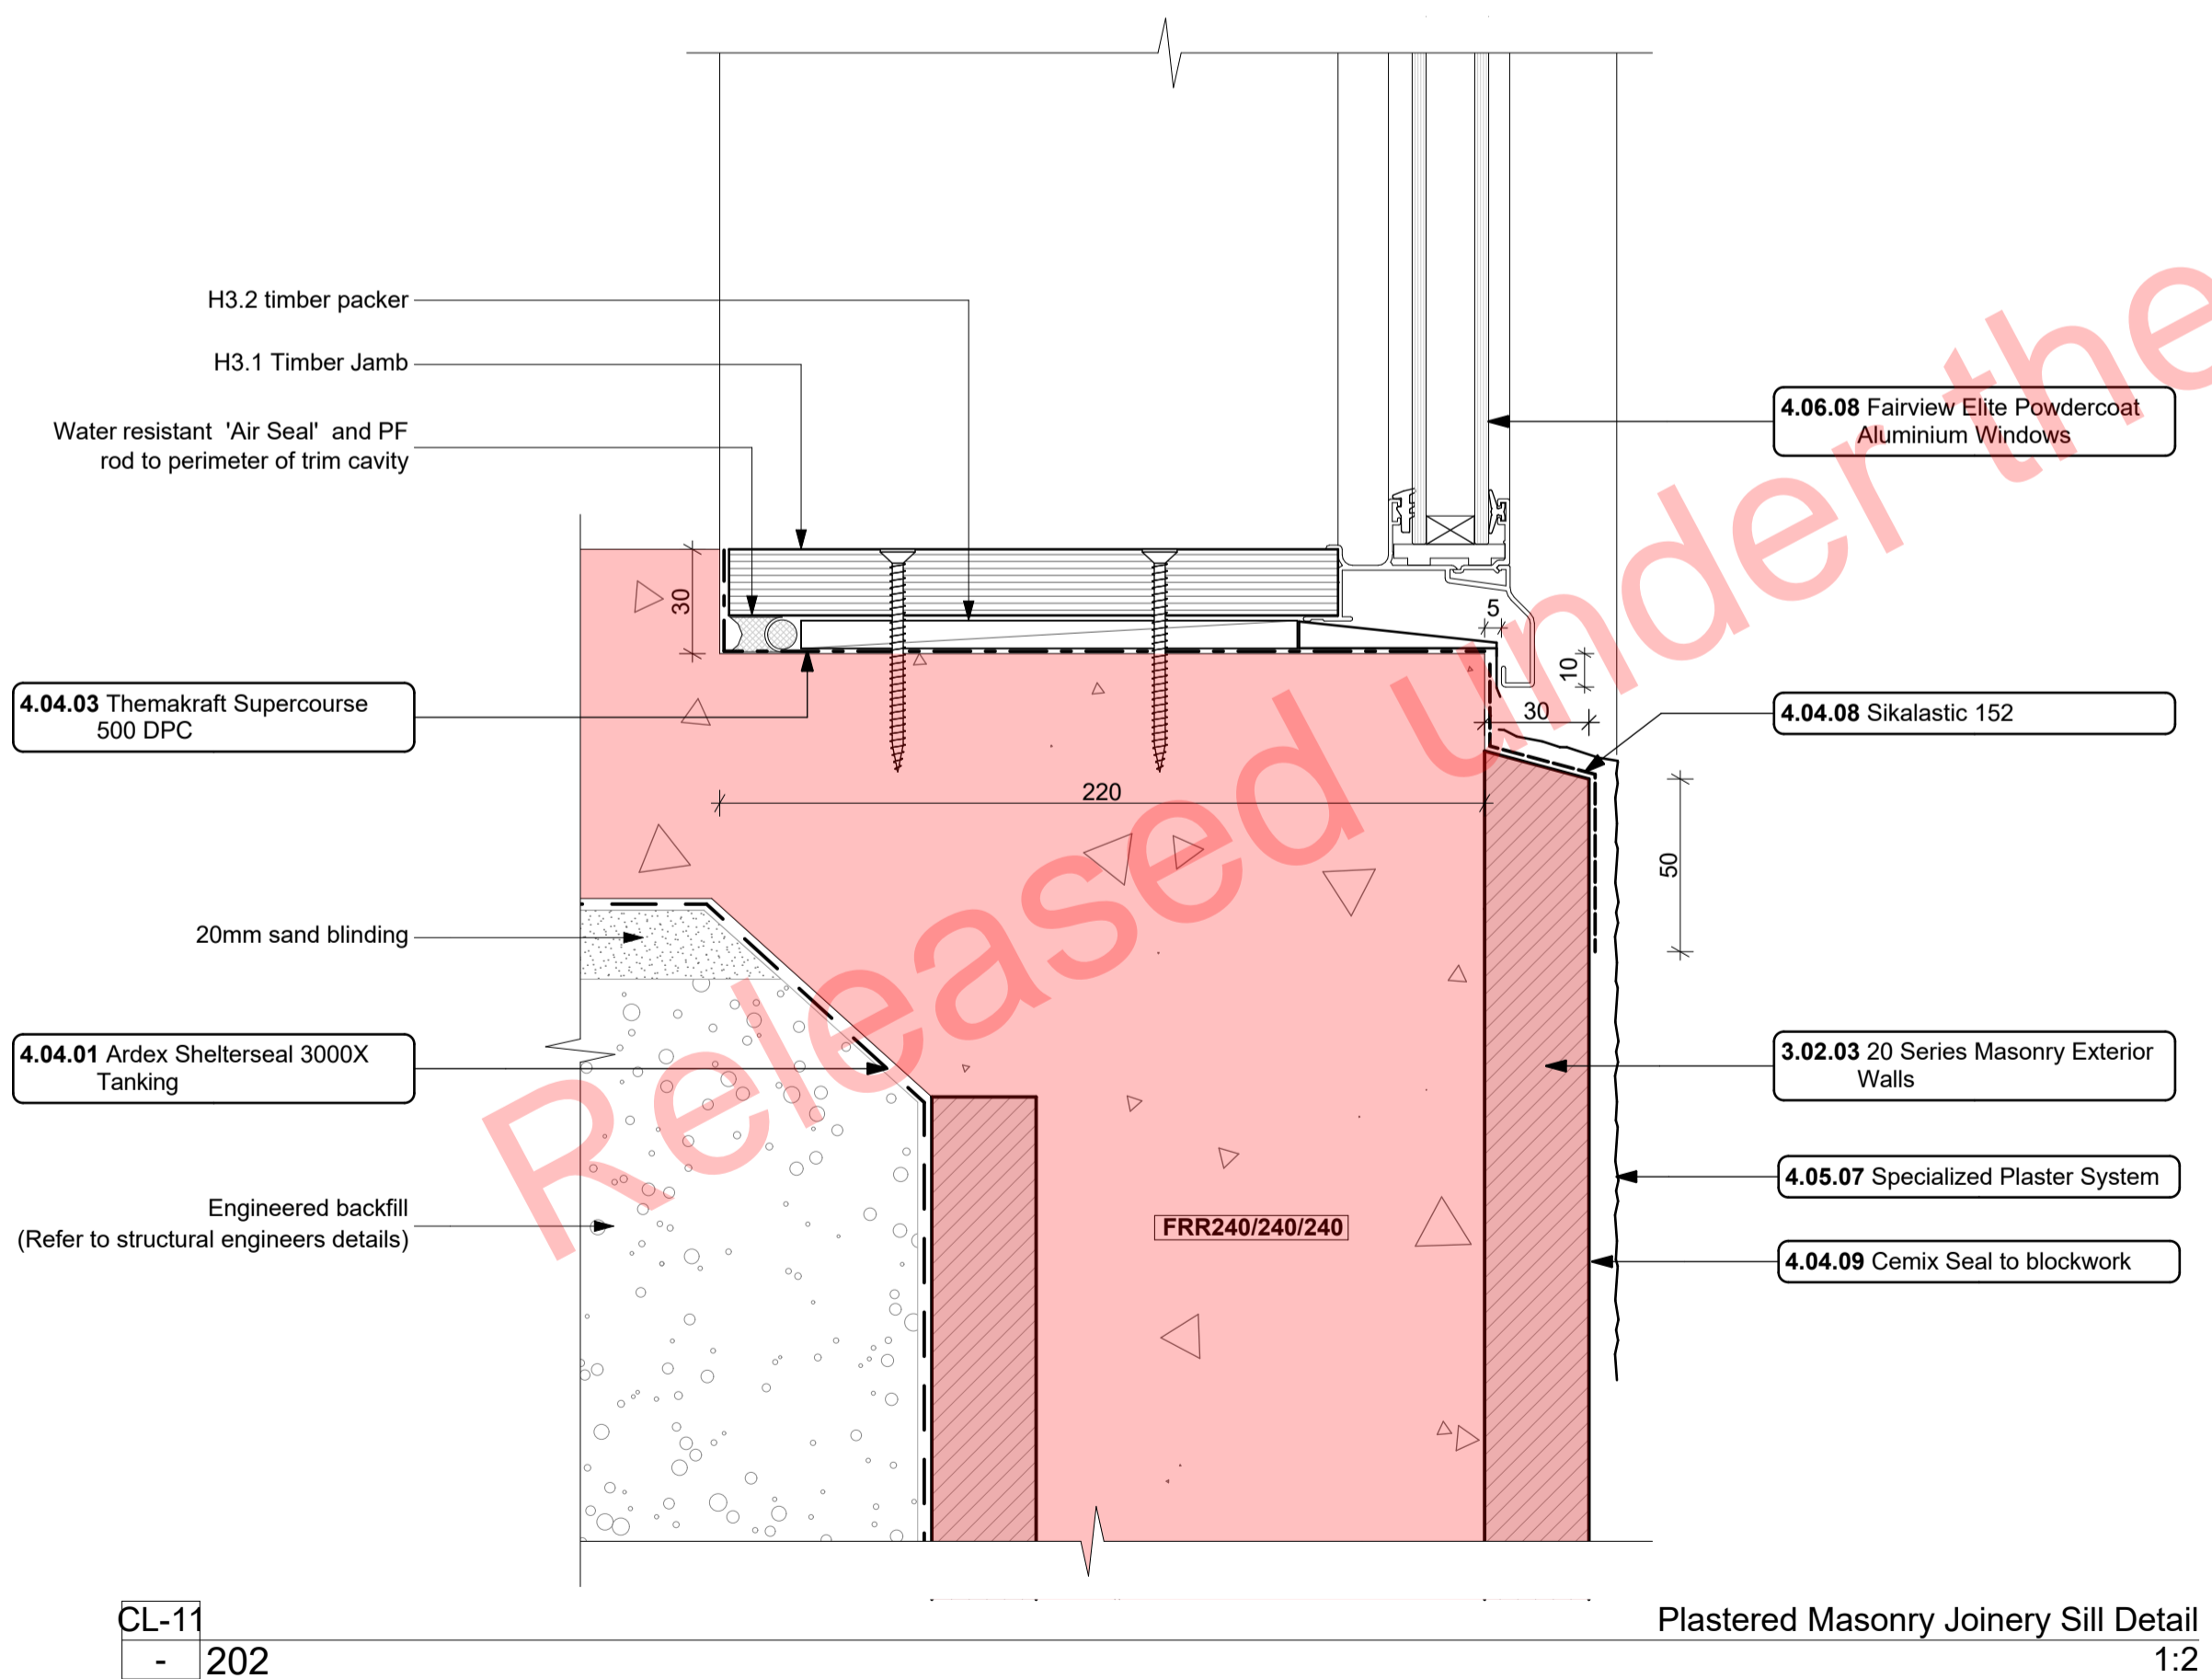 H3.2 timber packer
H3.1 Timber Jamb
Water resistant 'Air Seal' and PF
rod to perimeter of trim cavity
4.04.03 Themakraft Supercourse
500 DPC
20mm sand blinding
4.04.01 Ardex Shelterseal 3000X
Tanking
Engineered backfill
(Refer to structural engineers details)
30
5
10
30
220
50
FRR240/240/240
4.06.08 Fairview Elite Powdercoat
Aluminium Windows
4.04.08 Sikalastic 152
3.02.03 20 Series Masonry Exterior
Walls
4.05.07 Specialized Plaster System
4.04.09 Cemix Seal to blockwork
Released under the
CL-11
- 202
Plastered Masonry Joinery Sill Detail
1:2